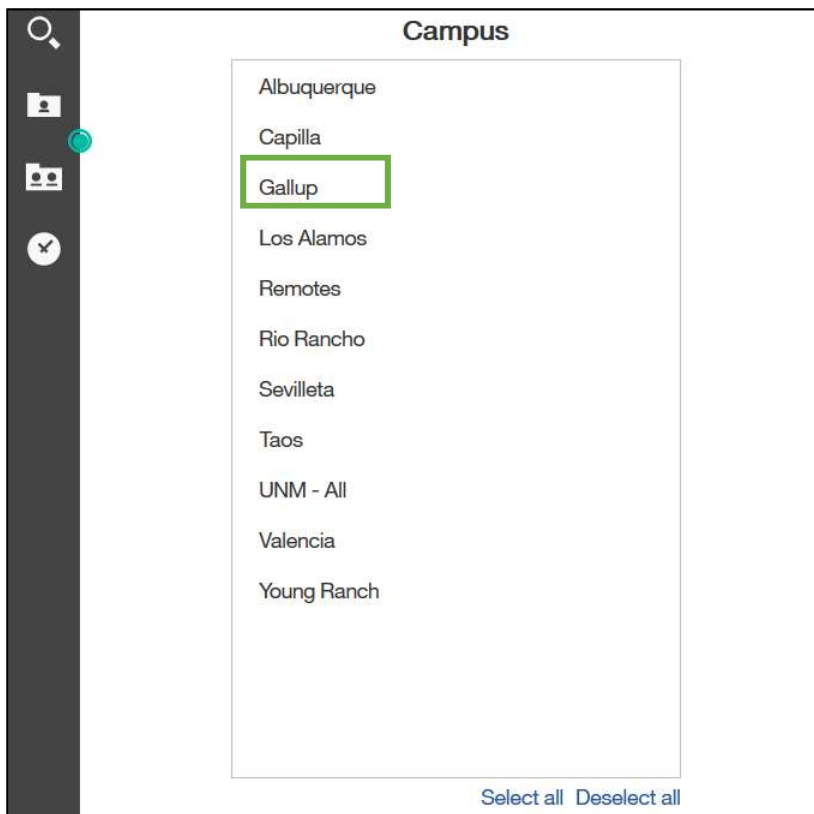 Campus
Albuquerque
Capilla
Gallup
Los Alamos
Remotes
Rio Rancho
Sevilleta
Taos
UNM - All
Valencia
Young Ranch
Select all Deselect all